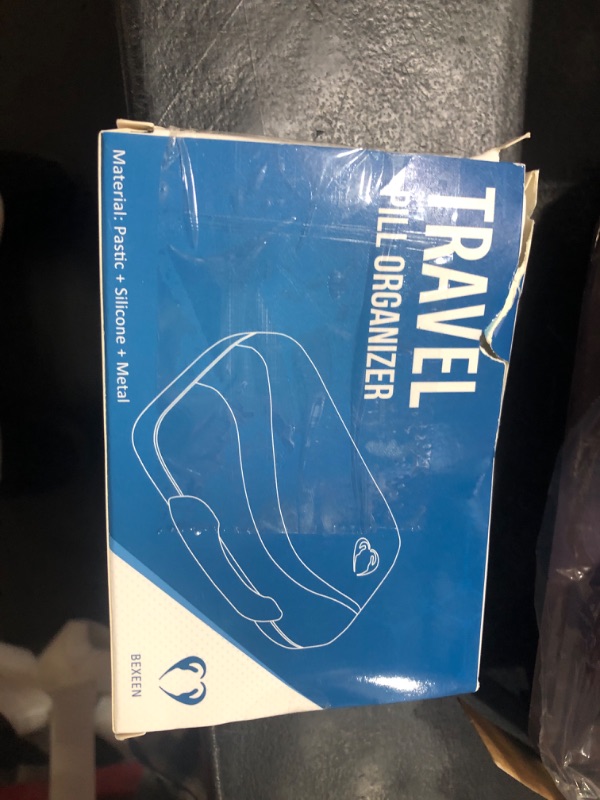 TRAVEL
PILL ORGANIZER
Material: Pastic + Silicone + Metal
BEXEEN